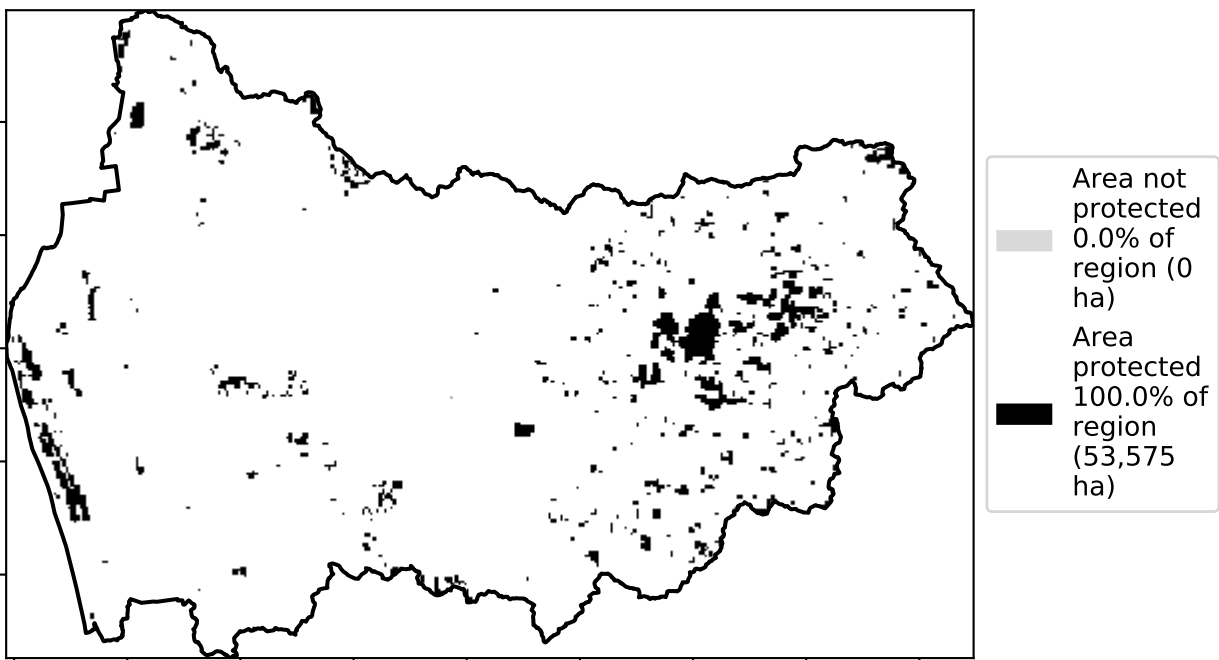 Area not
protected
0.0% of
region (0
ha)
Area
protected
100.0% of
region
(53,575
ha)